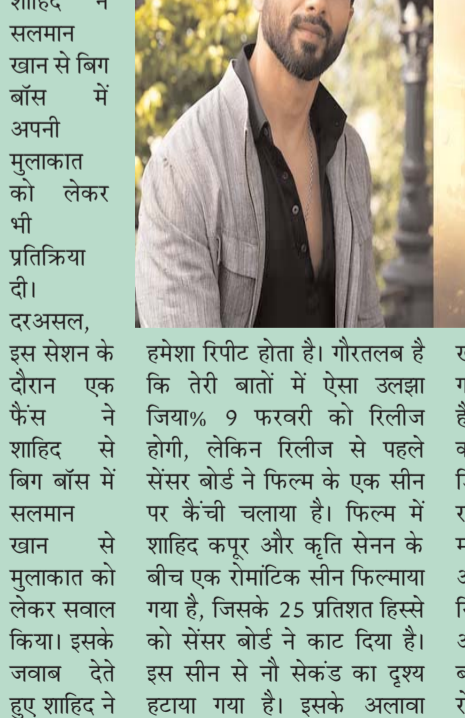 शाहिद ने
सलमान
खान से बिग
बॉस में
अपनी
मुलाकात
को लेकर
भी
प्रतिक्रिया
दी।
दरअसल,
इस सेशन के
दौरान एक
फैंस ने
शाहिद से
बिग बॉस में
सलमान
खान से
मुलाकात को
लेकर सवाल
किया। इसके
जवाब देते
हुए शाहिद ने
हमेशा रिपीट होता है। गौरतलब है
कि तेरी बातों में ऐसा उलझा
जिया% 9 फरवरी को रिलीज
होगी, लेकिन रिलीज से पहले
सेंसर बोर्ड ने फिल्म के एक सीन
पर कैंची चलाया है। फिल्म में
शाहिद कपूर और कृति सेनन के
बीच एक रोमांटिक सीन फिल्माया
गया है, जिसके 25 प्रतिशत हिस्से
को सेंसर बोर्ड ने काट दिया है।
इस सीन से नौ सेकंड का दृश्य
हटाया गया है। इसके अलावा